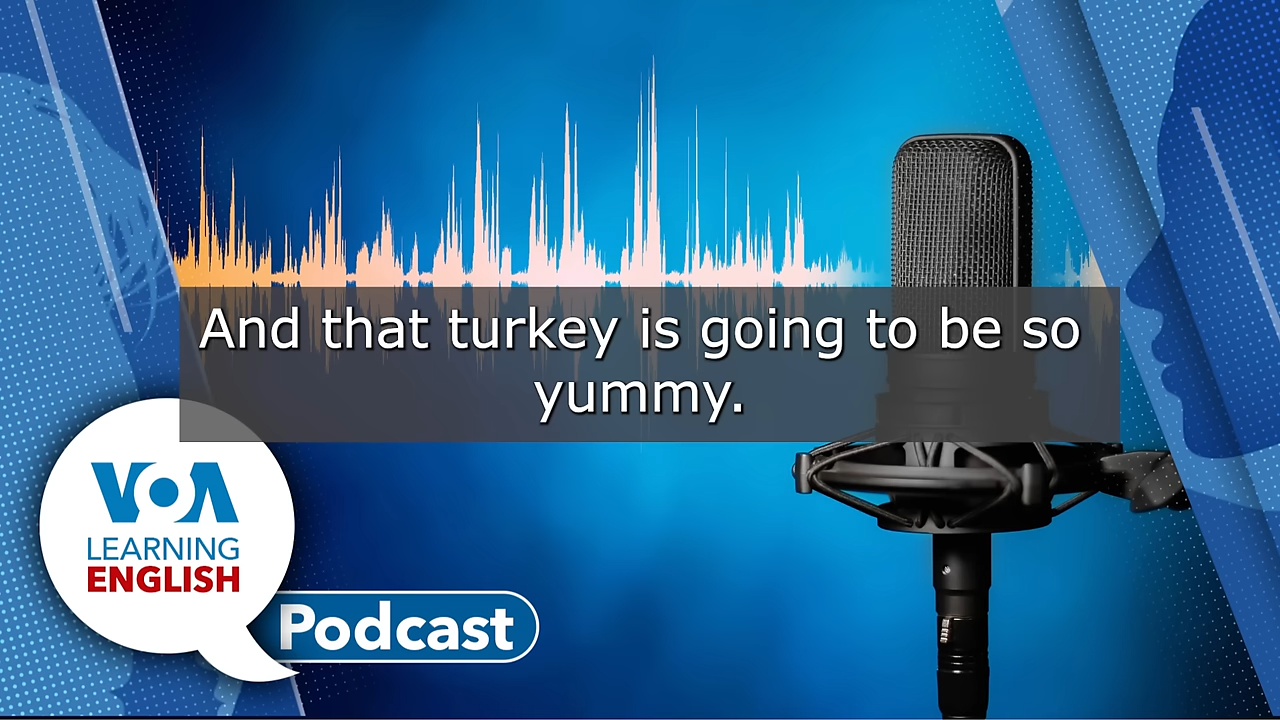 And that turkey is going to be so
yummy.
VOA
LEARNING
ENGLISH
Podcast